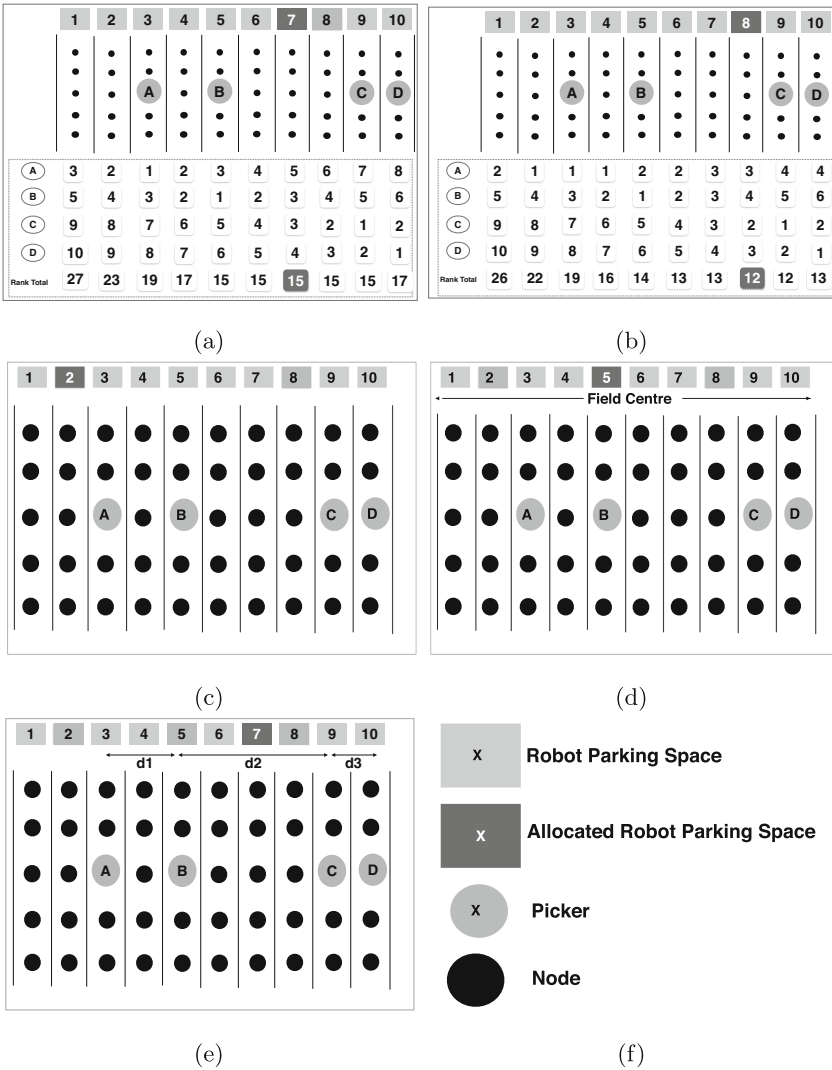 1 2 3 4 5 6 7 8 9 10
A B C D
A 3 2 1 2 3 4 5 6 7 8
B 5 4 3 2 1 2 3 4 5 6
C 9 8 7 6 5 4 3 2 1 2
D 10 9 8 7 6 5 4 3 2 1
Rank Total 27 23 19 17 15 15 15 15 15 17
(a)
1 2 3 4 5 6 7 8 9 10
A B C D
A 2 1 1 1 2 2 3 3 4 4
B 5 4 3 2 1 2 3 4 5 6
C 9 8 7 6 5 4 3 2 1 2
D 10 9 8 7 6 5 4 3 2 1
Rank Total 26 22 19 16 14 13 13 12 12 13
(b)
1 2 3 4 5 6 7 8 9 10
A B C D
(c)
1 2 3 4 5 6 7 8 9 10
Field Centre
A B C D
(d)
1 2 3 4 5 6 7 8 9 10
d1 d2 d3
A B C D
(e)
X Robot Parking Space
X Allocated Robot Parking Space
X Picker
Node
(f)